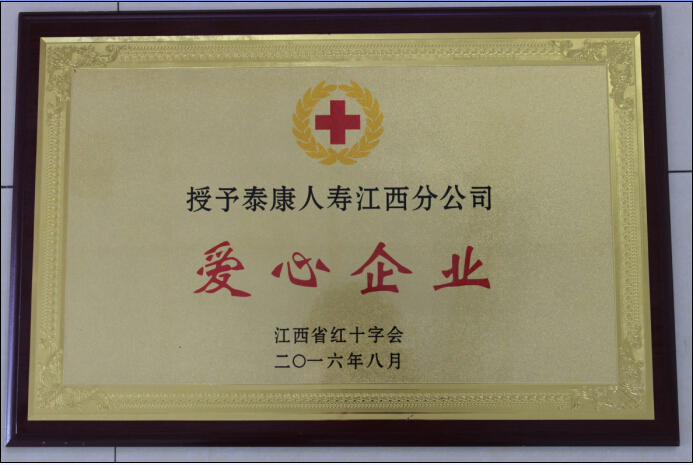 授予泰康人寿江西分公司
爱心企业
江西省红十字会
二〇一六年八月